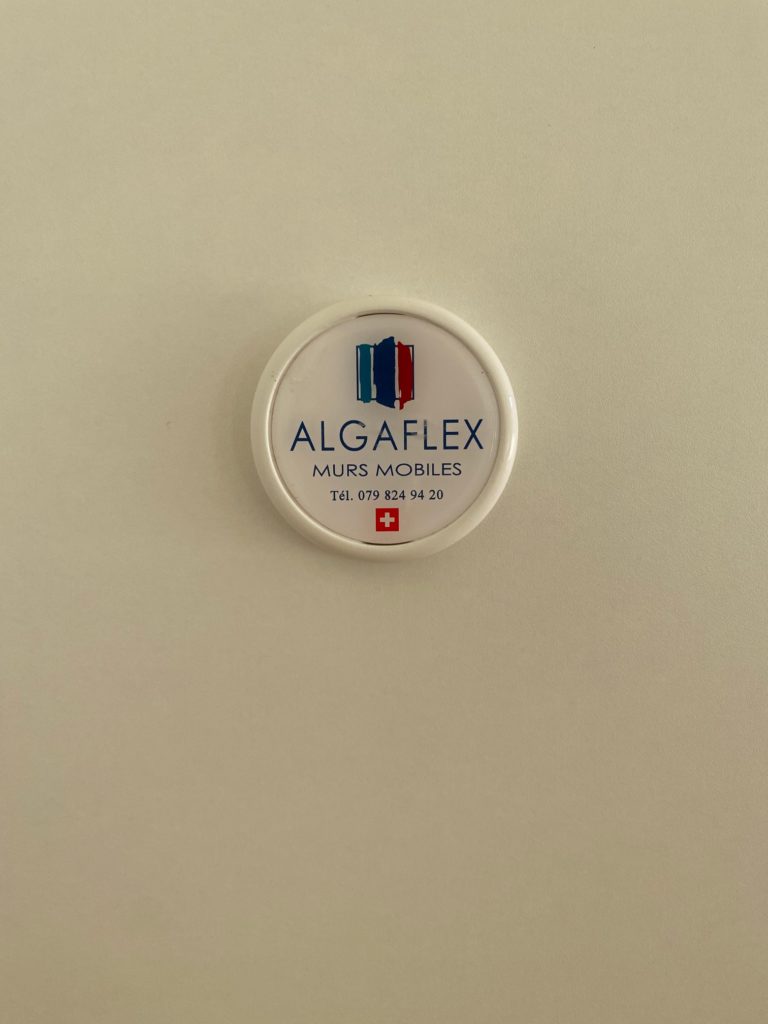 ALGAFLEX
MURS MOBILES
Tél. 079 824 94 20